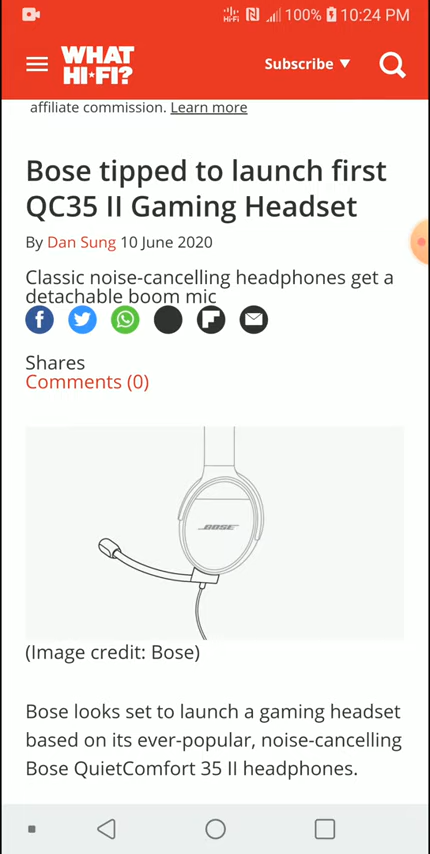 HiFi 100% 10:24 PM
WHAT
HI★FI?
Subscribe ▼
affiliate commission. Learn more
Bose tipped to launch first
QC35 II Gaming Headset
By Dan Sung 10 June 2020
Classic noise-cancelling headphones get a
detachable boom mic
Shares
Comments (0)
BOSE
(Image credit: Bose)
Bose looks set to launch a gaming headset
based on its ever-popular, noise-cancelling
Bose QuietComfort 35 II headphones.